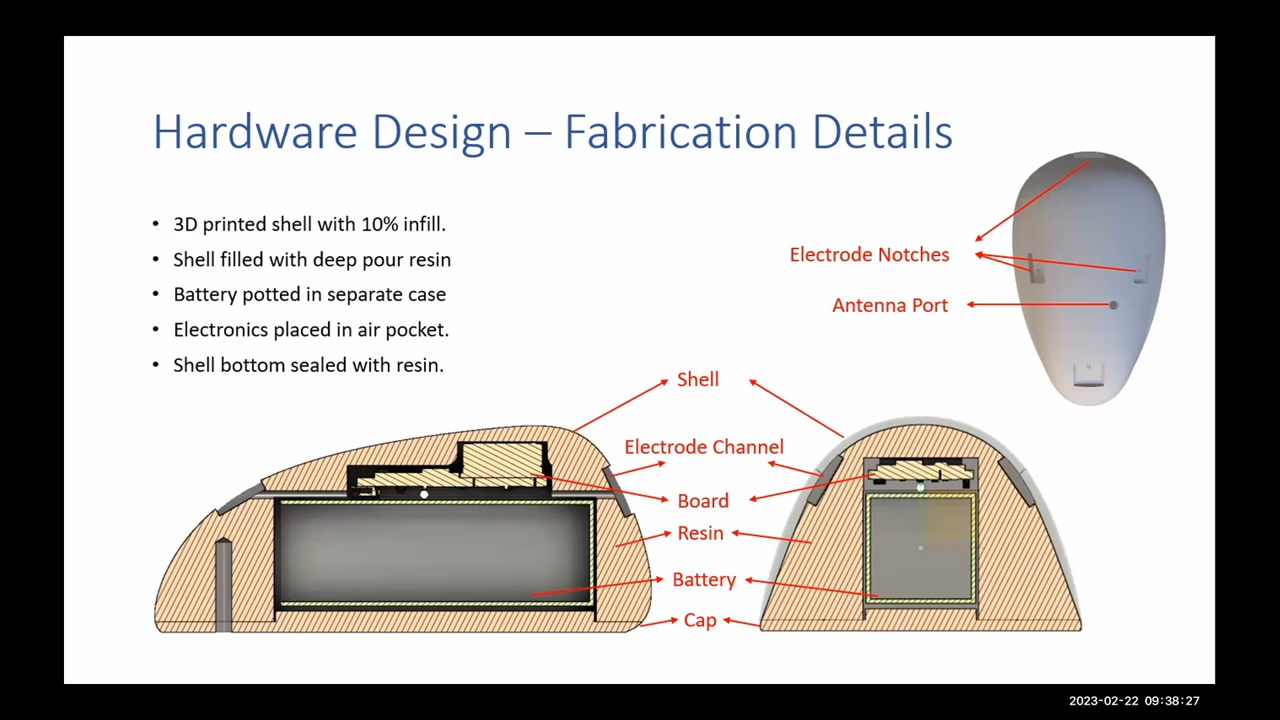 Hardware Design – Fabrication Details
• 3D printed shell with 10% infill.
• Shell filled with deep pour resin
• Battery potted in separate case
• Electronics placed in air pocket.
• Shell bottom sealed with resin.
Electrode Notches
Antenna Port
Shell
Electrode Channel
Board
Resin
Battery
Cap
2023-02-22 09:38:27